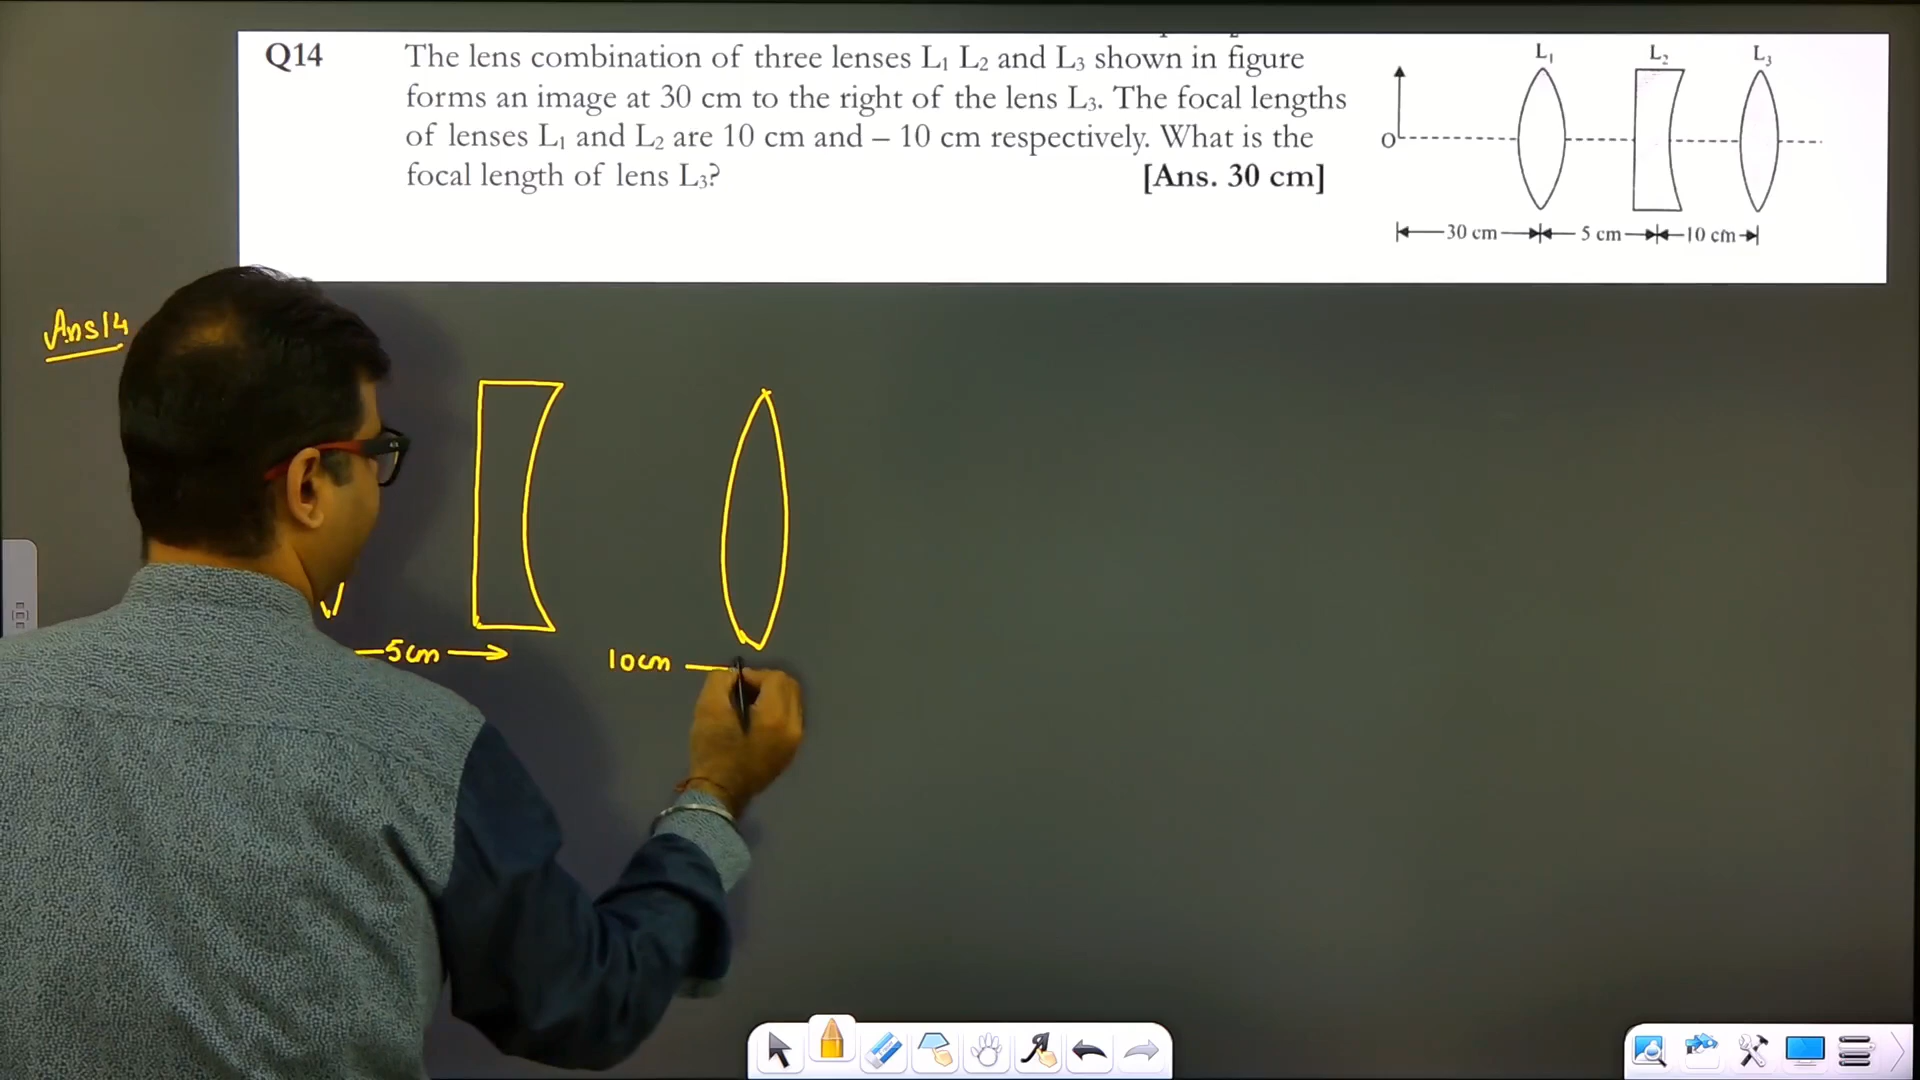 Q14
The lens combination of three lenses L₁ L₂ and L₃ shown in figure
forms an image at 30 cm to the right of the lens L₃. The focal lengths
of lenses L₁ and L₂ are 10 cm and – 10 cm respectively. What is the
focal length of lens L₃? [Ans. 30 cm]
L₁ L₂ L₃
O
30 cm 5 cm 10 cm
Ans14
5cm
10cm